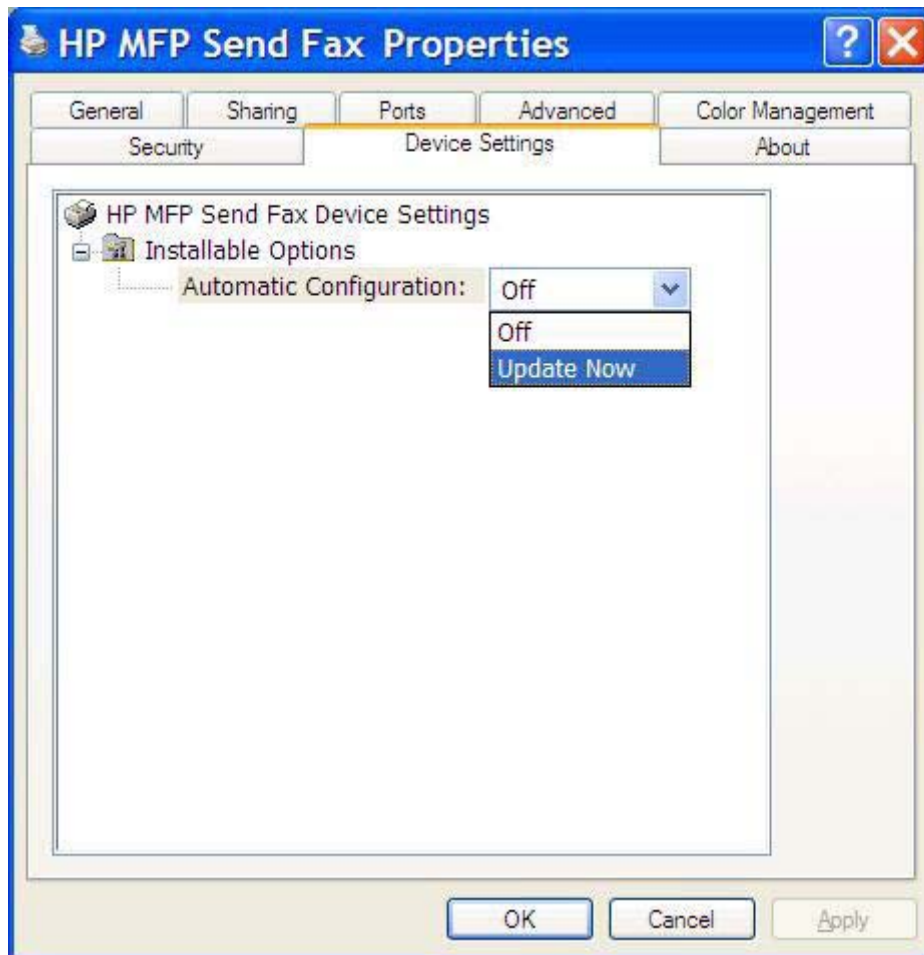 HP MFP Send Fax Properties
?
General Sharing Ports Advanced Color Management
Security Device Settings About
HP MFP Send Fax Device Settings
Installable Options
Automatic Configuration: Off
Off
Update Now
OK Cancel Apply